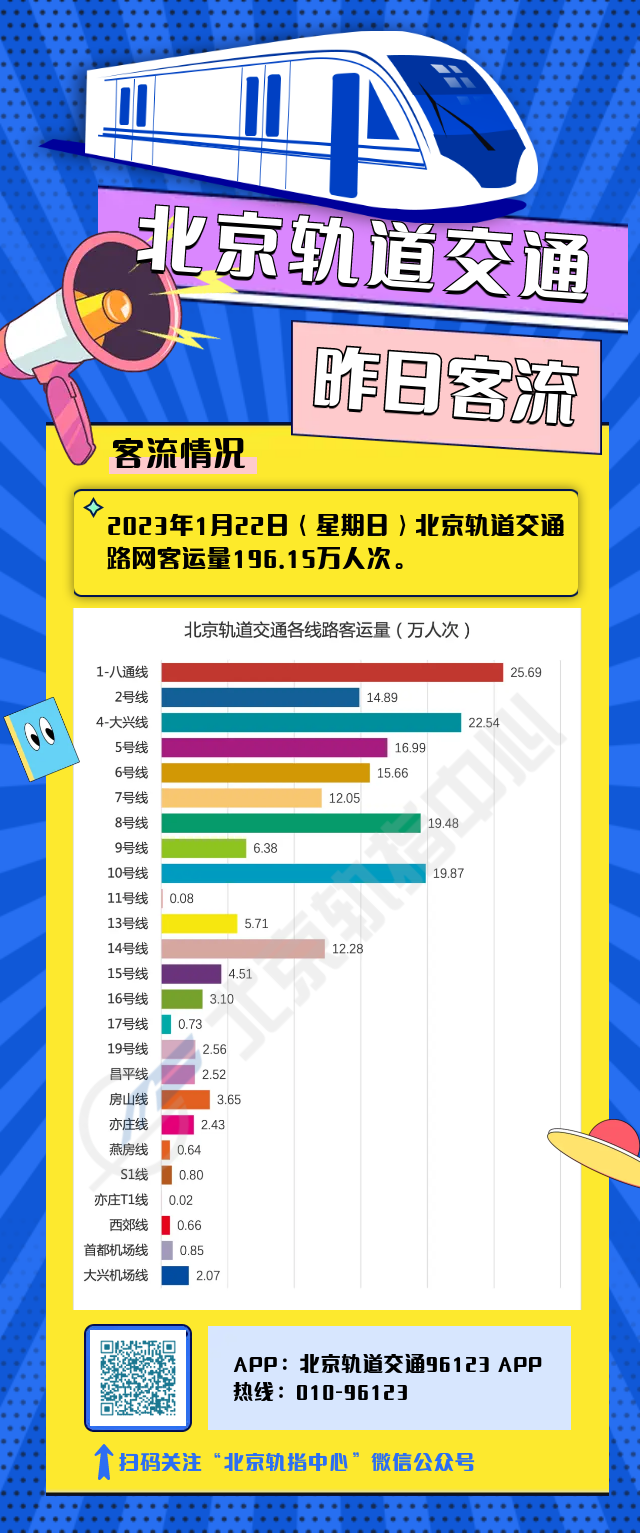 北京轨道交通
昨日客流
客流情况
2023年1月22日（星期日）北京轨道交通
路网客运量196.15万人次。
北京轨道交通各线路客运量（万人次）
1-八通线 25.69
2号线 14.89
4-大兴线 22.54
5号线 16.99
6号线 15.66
7号线 12.05
8号线 19.48
9号线 6.38
10号线 19.87
11号线 0.08
13号线 5.71
14号线 12.28
15号线 4.51
16号线 3.10
17号线 0.73
19号线 2.56
昌平线 2.52
房山线 3.65
亦庄线 2.43
燕房线 0.64
S1线 0.80
亦庄T1线 0.02
西郊线 0.66
首都机场线 0.85
大兴机场线 2.07
北京轨指中心
APP：北京轨道交通96123 APP
热线：010-96123
扫码关注“北京轨指中心”微信公众号